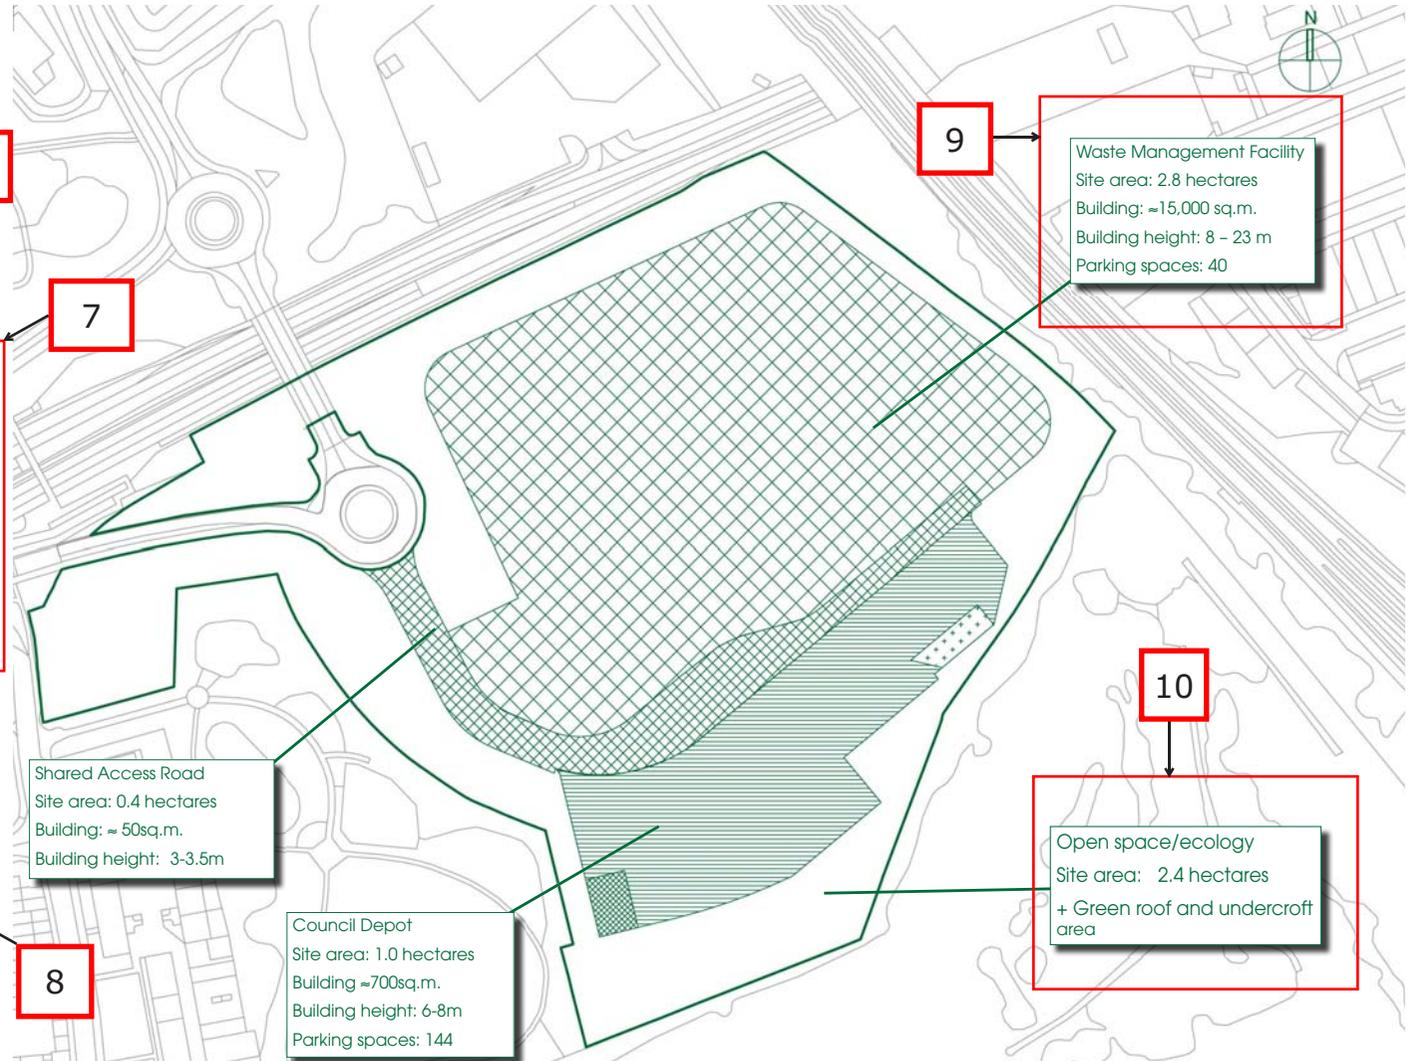 N
9
Waste Management Facility
Site area: 2.8 hectares
Building: ≈15,000 sq.m.
Building height: 8 – 23 m
Parking spaces: 40
7
10
Shared Access Road
Site area: 0.4 hectares
Building: ≈ 50sq.m.
Building height: 3-3.5m
Open space/ecology
Site area: 2.4 hectares
+ Green roof and undercroft
area
Council Depot
Site area: 1.0 hectares
Building ≈700sq.m.
Building height: 6-8m
Parking spaces: 144
8